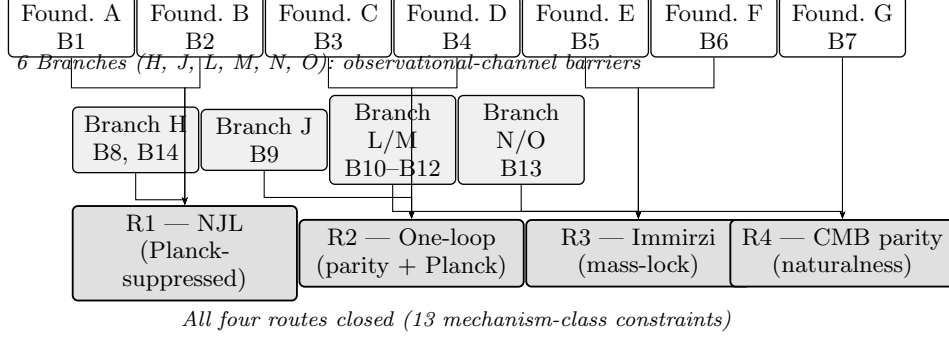 Found. A
B1
Found. B
B2
Found. C
B3
Found. D
B4
Found. E
B5
Found. F
B6
Found. G
B7
6 Branches (H, J, L, M, N, O): observational-channel barriers
Branch H
B8, B14
Branch J
B9
Branch
L/M
B10–B12
Branch
N/O
B13
R1 — NJL
(Planck-
suppressed)
R2 — One-loop
(parity + Planck)
R3 — Immirzi
(mass-lock)
R4 — CMB parity
(naturalness)
All four routes closed (13 mechanism-class constraints)